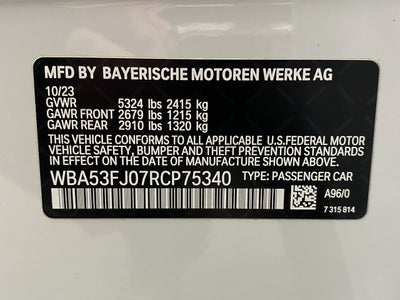 MFD BY BAYERISCHE MOTOREN WERKE AG
10/23
GVWR 5324 lbs 2415 kg
GAWR FRONT 2679 lbs 1215 kg
GAWR REAR 2910 lbs 1320 kg
THIS VEHICLE CONFORMS TO ALL APPLICABLE U.S.FEDERAL MOTOR
VEHICLE SAFETY, BUMPER, AND THEFT PREVENTION STANDARDS
IN EFFECT ON THE DATE OF MANUFACTURE SHOWN ABOVE.
WBA53FJ07RCP75340 TYPE: PASSENGER CAR
A96/0
7 315 814